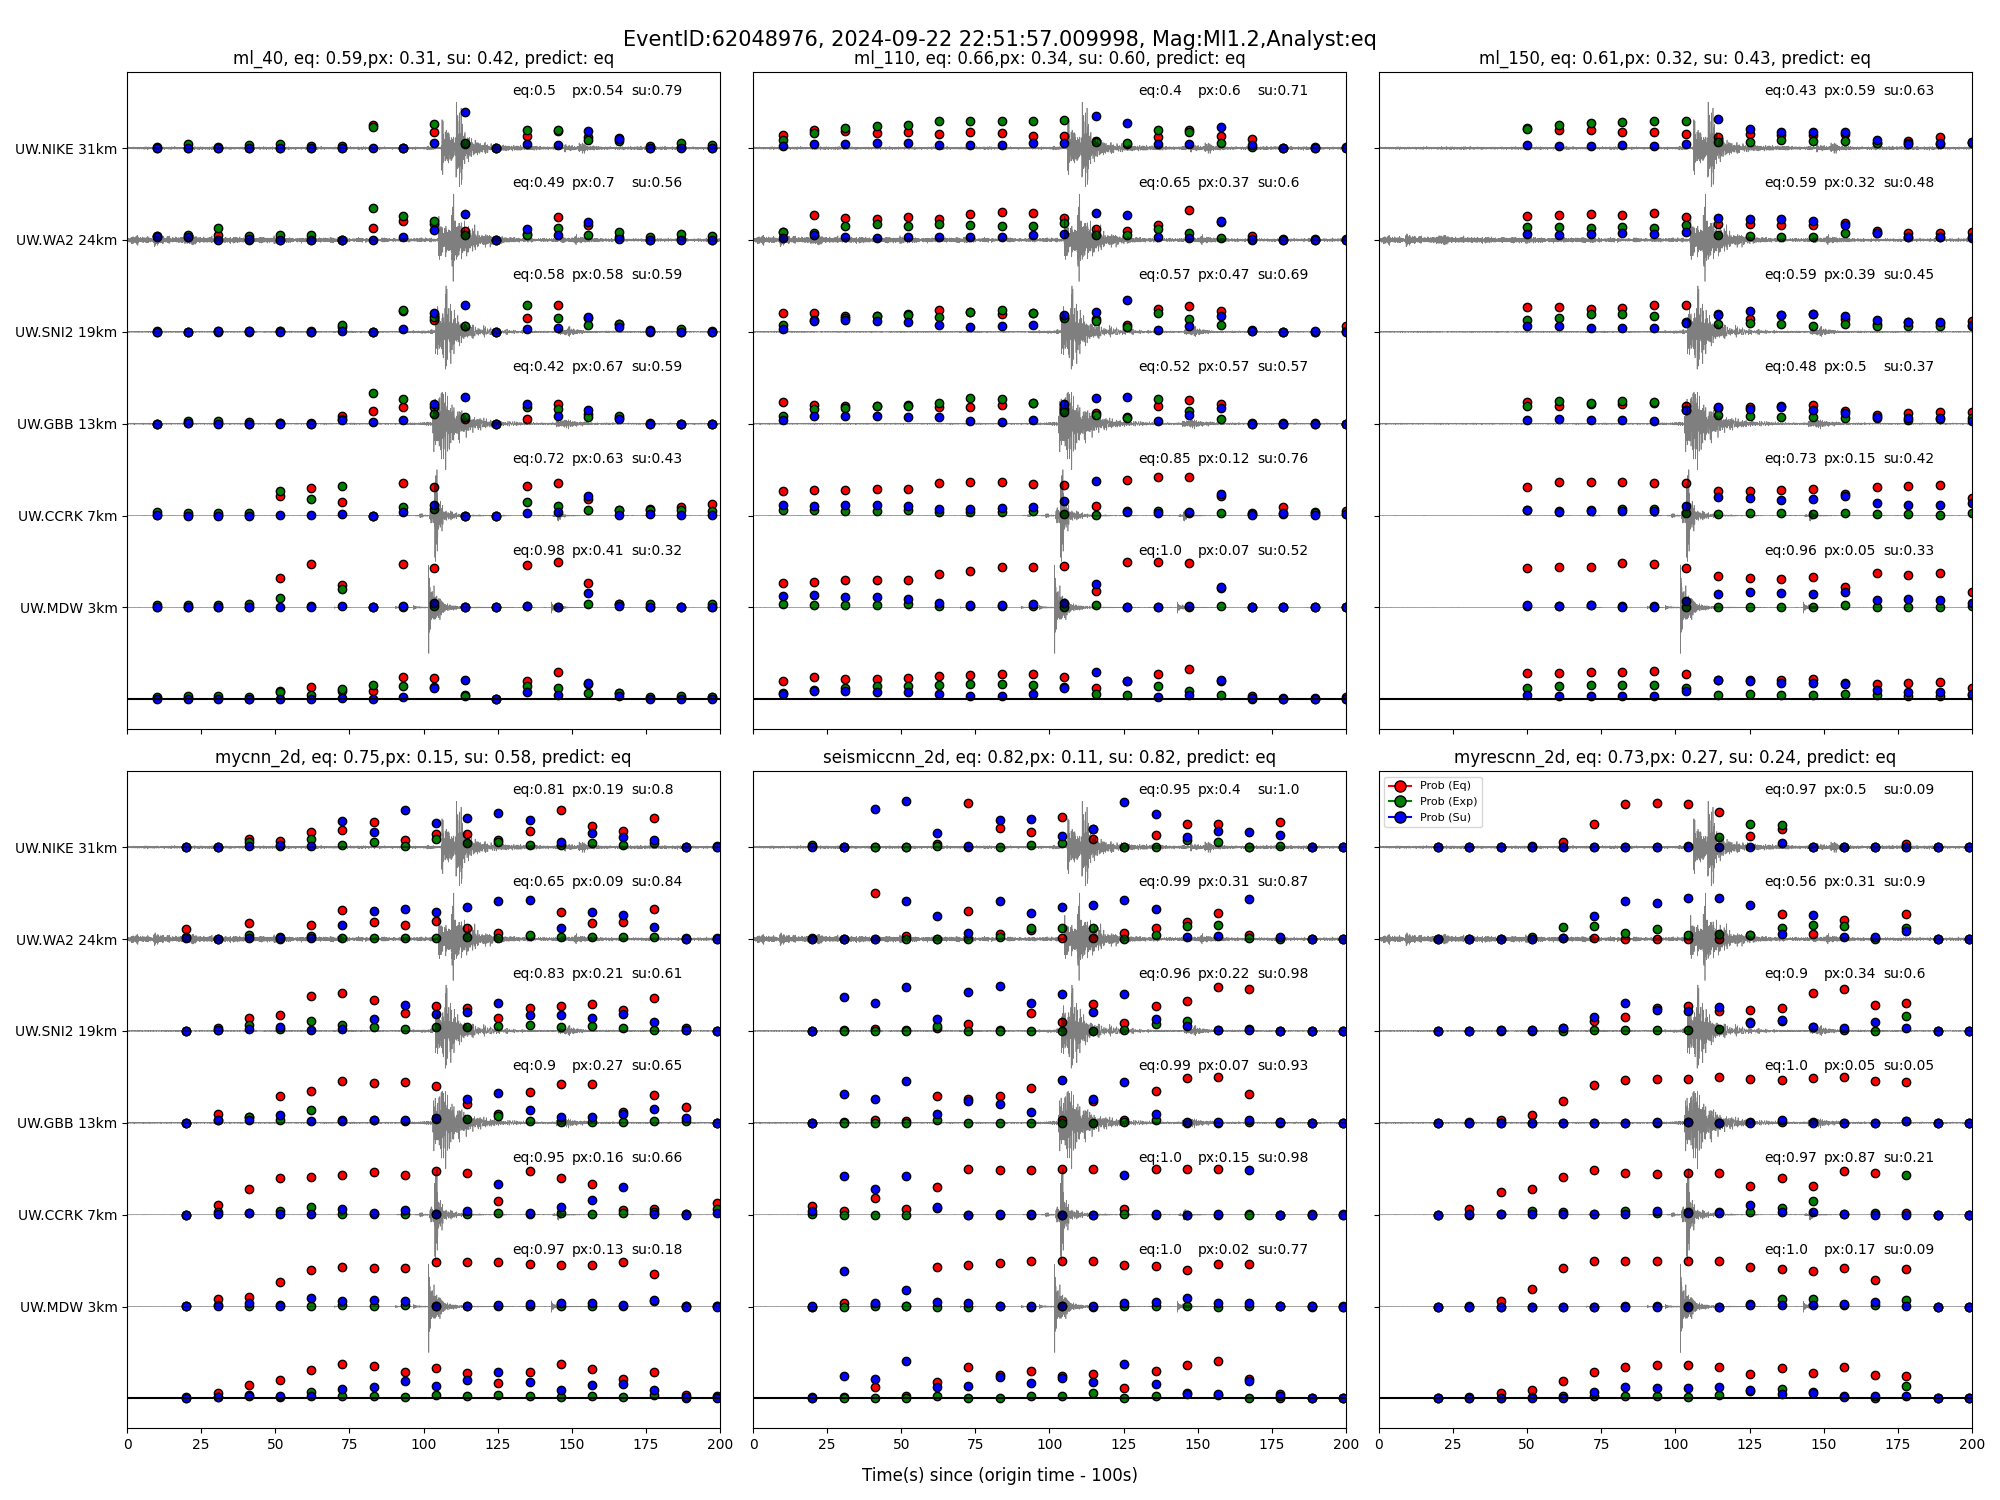 EventID:62048976, 2024-09-22 22:51:57.009998, Mag:Ml1.2,Analyst:eq
ml_40, eq: 0.59,px: 0.31, su: 0.42, predict: eq
eq:0.5 px:0.54 su:0.79
UW.NIKE 31km
eq:0.49 px:0.7 su:0.56
UW.WA2 24km
eq:0.58 px:0.58 su:0.59
UW.SNI2 19km
eq:0.42 px:0.67 su:0.59
UW.GBB 13km
eq:0.72 px:0.63 su:0.43
UW.CCRK 7km
eq:0.98 px:0.41 su:0.32
UW.MDW 3km
ml_110, eq: 0.66,px: 0.34, su: 0.60, predict: eq
eq:0.4 px:0.6 su:0.71
eq:0.65 px:0.37 su:0.6
eq:0.57 px:0.47 su:0.69
eq:0.52 px:0.57 su:0.57
eq:0.85 px:0.12 su:0.76
eq:1.0 px:0.07 su:0.52
ml_150, eq: 0.61,px: 0.32, su: 0.43, predict: eq
eq:0.43 px:0.59 su:0.63
eq:0.59 px:0.32 su:0.48
eq:0.59 px:0.39 su:0.45
eq:0.48 px:0.5 su:0.37
eq:0.73 px:0.15 su:0.42
eq:0.96 px:0.05 su:0.33
mycnn_2d, eq: 0.75,px: 0.15, su: 0.58, predict: eq
eq:0.81 px:0.19 su:0.8
UW.NIKE 31km
eq:0.65 px:0.09 su:0.84
UW.WA2 24km
eq:0.83 px:0.21 su:0.61
UW.SNI2 19km
eq:0.9 px:0.27 su:0.65
UW.GBB 13km
eq:0.95 px:0.16 su:0.66
UW.CCRK 7km
eq:0.97 px:0.13 su:0.18
UW.MDW 3km
0 25 50 75 100 125 150 175 200
seismiccnn_2d, eq: 0.82,px: 0.11, su: 0.82, predict: eq
eq:0.95 px:0.4 su:1.0
eq:0.99 px:0.31 su:0.87
eq:0.96 px:0.22 su:0.98
eq:0.99 px:0.07 su:0.93
eq:1.0 px:0.15 su:0.98
eq:1.0 px:0.02 su:0.77
0 25 50 75 100 125 150 175 200
myrescnn_2d, eq: 0.73,px: 0.27, su: 0.24, predict: eq
Prob (Eq)
Prob (Exp)
Prob (Su)
eq:0.97 px:0.5 su:0.09
eq:0.56 px:0.31 su:0.9
eq:0.9 px:0.34 su:0.6
eq:1.0 px:0.05 su:0.05
eq:0.97 px:0.87 su:0.21
eq:1.0 px:0.17 su:0.09
0 25 50 75 100 125 150 175 200
Time(s) since (origin time - 100s)